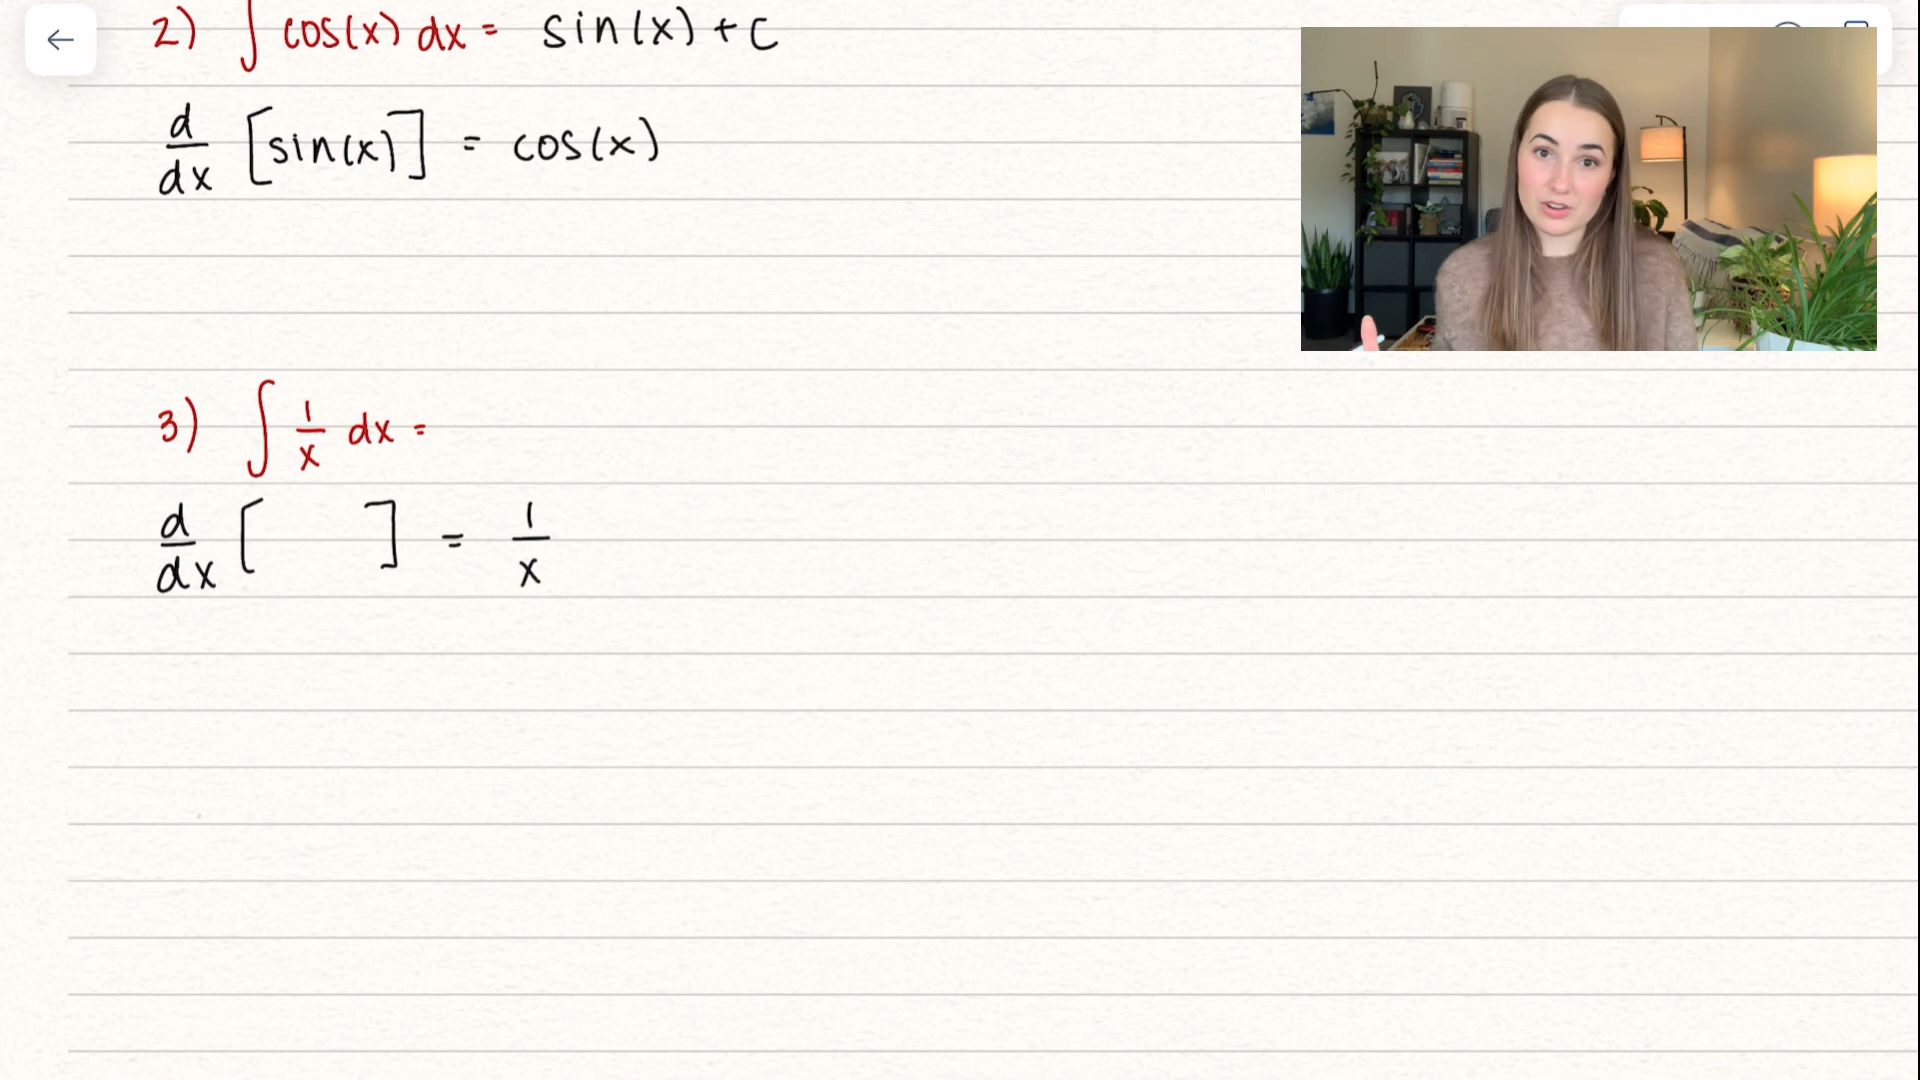 2) ∫ cos(x) dx = sin(x) + C
d/dx [sin(x)] = cos(x)
3) ∫ 1/x dx =
d/dx [ ] = 1/x